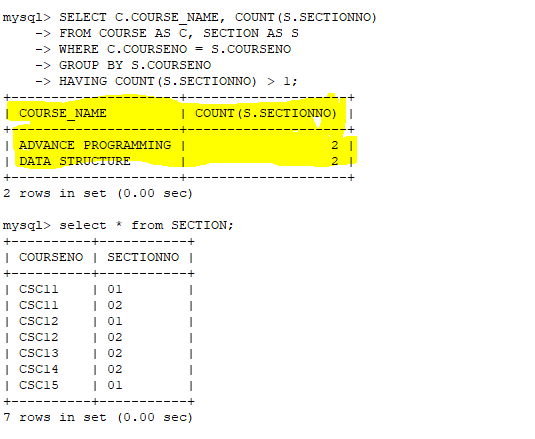 mysql> SELECT C.COURSE_NAME, COUNT(S.SECTIONNO)
    -> FROM COURSE AS C, SECTION AS S
    -> WHERE C.COURSENO = S.COURSENO
    -> GROUP BY S.COURSENO
    -> HAVING COUNT(S.SECTIONNO) > 1;
+---------------------+--------------------+
| COURSE_NAME         | COUNT(S.SECTIONNO) |
+---------------------+--------------------+
| ADVANCE PROGRAMMING |                  2 |
| DATA STRUCTURE      |                  2 |
+---------------------+--------------------+
2 rows in set (0.00 sec)

mysql> select * from SECTION;
+----------+-----------+
| COURSENO | SECTIONNO |
+----------+-----------+
| CSC11    | 01        |
| CSC11    | 02        |
| CSC12    | 01        |
| CSC12    | 02        |
| CSC13    | 02        |
| CSC14    | 02        |
| CSC15    | 01        |
+----------+-----------+
7 rows in set (0.00 sec)